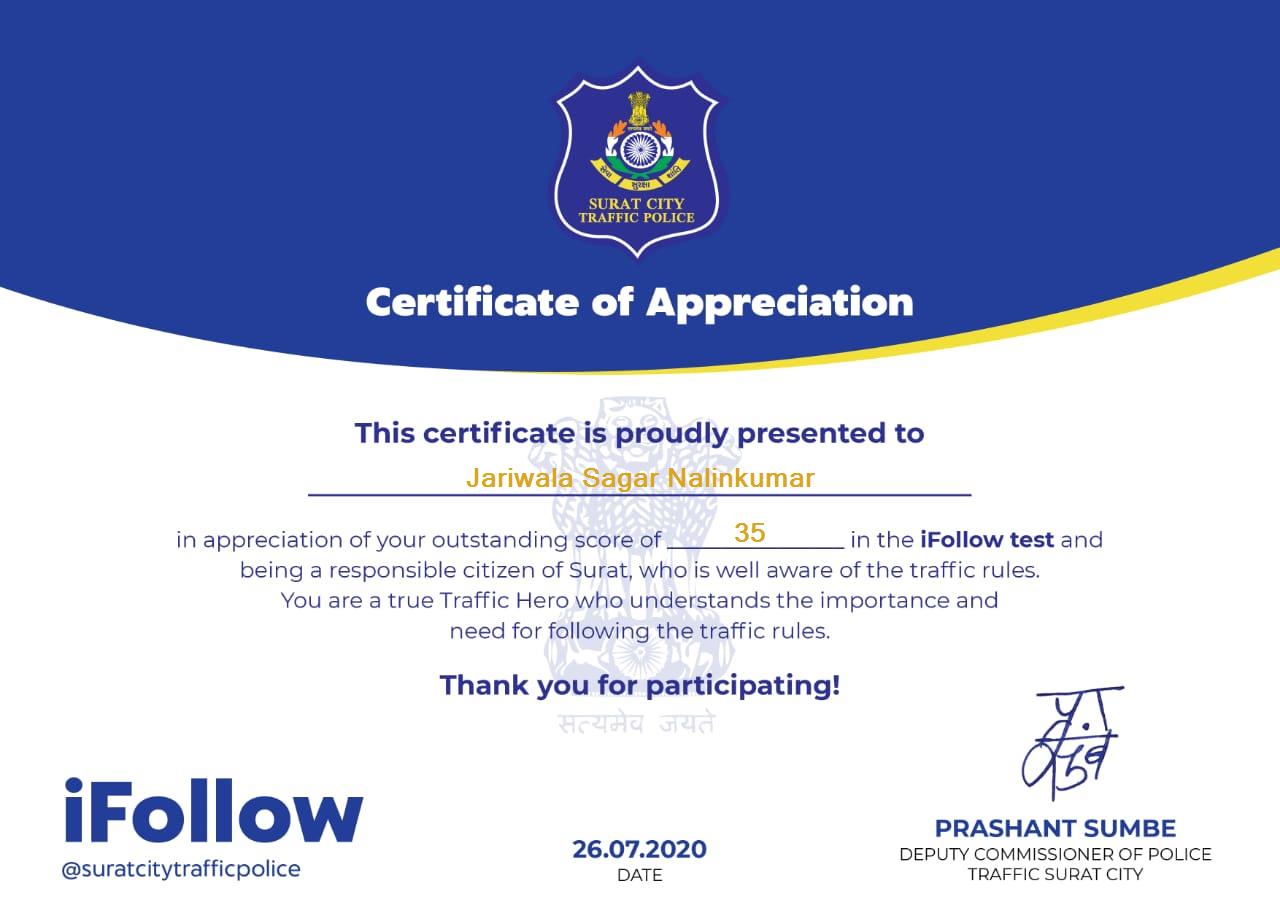 सत्यमेव जयते
સેવા
સુરક્ષા
શાંતિ
SURAT CITY
TRAFFIC POLICE
Certificate of Appreciation
This certificate is proudly presented to
Jariwala Sagar Nalinkumar
in appreciation of your outstanding score of 35 in the iFollow test and
being a responsible citizen of Surat, who is well aware of the traffic rules.
You are a true Traffic Hero who understands the importance and
need for following the traffic rules.
Thank you for participating!
सत्यमेव जयते
iFollow
@suratcitytrafficpolice
26.07.2020
DATE
PRASHANT SUMBE
DEPUTY COMMISSIONER OF POLICE
TRAFFIC SURAT CITY